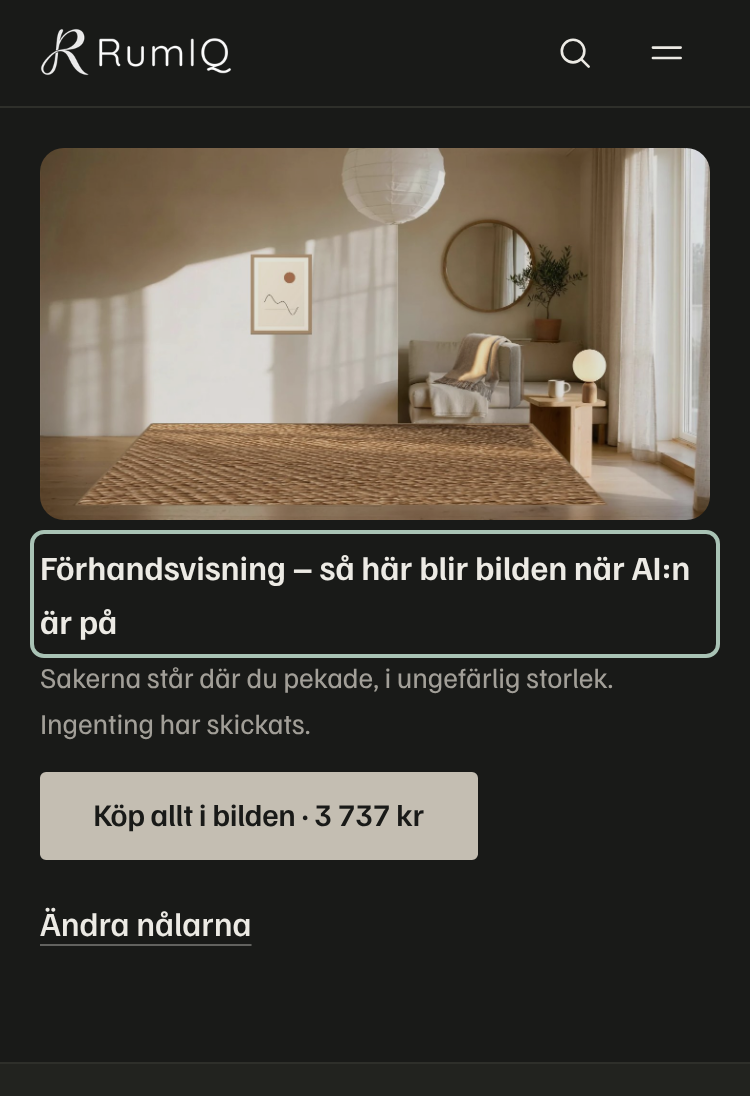 RumIQ
Förhandsvisning – så här blir bilden när AI:n
är på
Sakerna står där du pekade, i ungefärlig storlek.
Ingenting har skickats.
Köp allt i bilden · 3 737 kr
Ändra nålarna